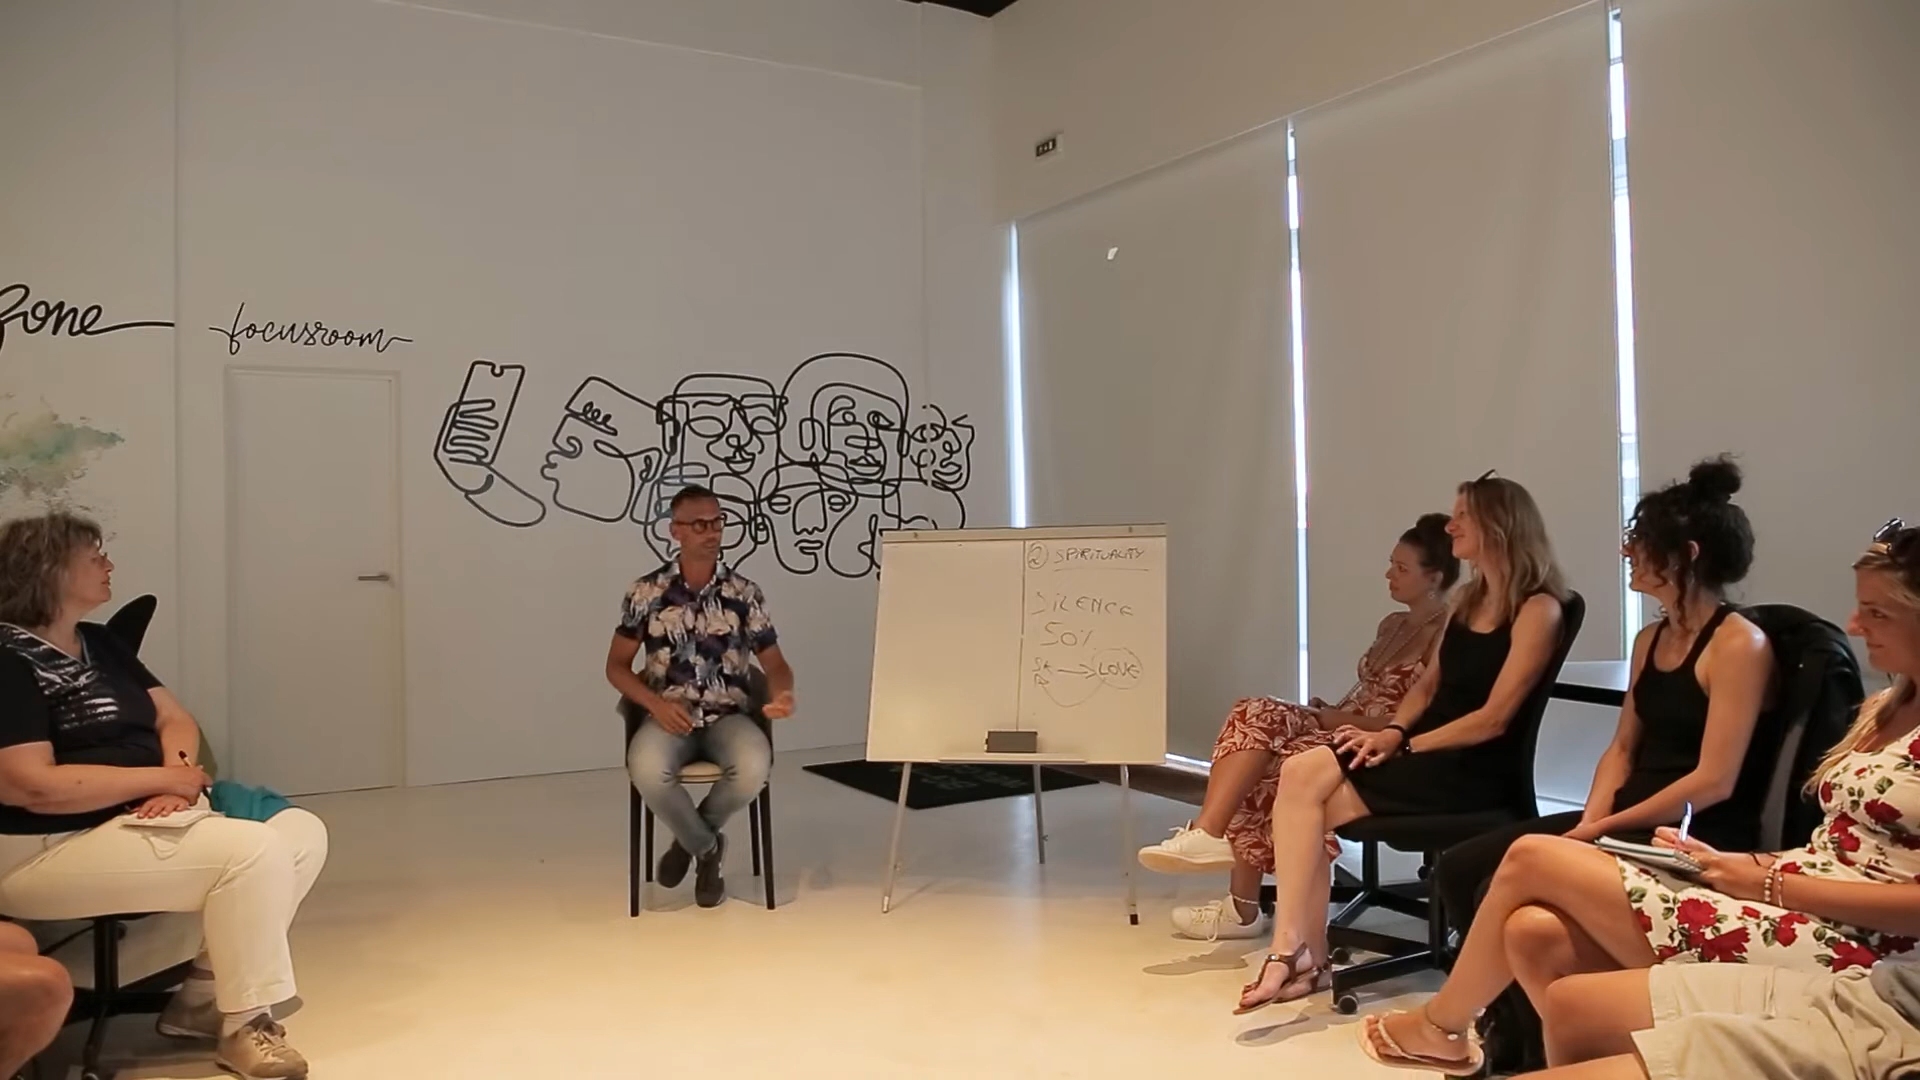 zone
focusroom
② SPIRITUALITY
SILENCE
50%
LOVE